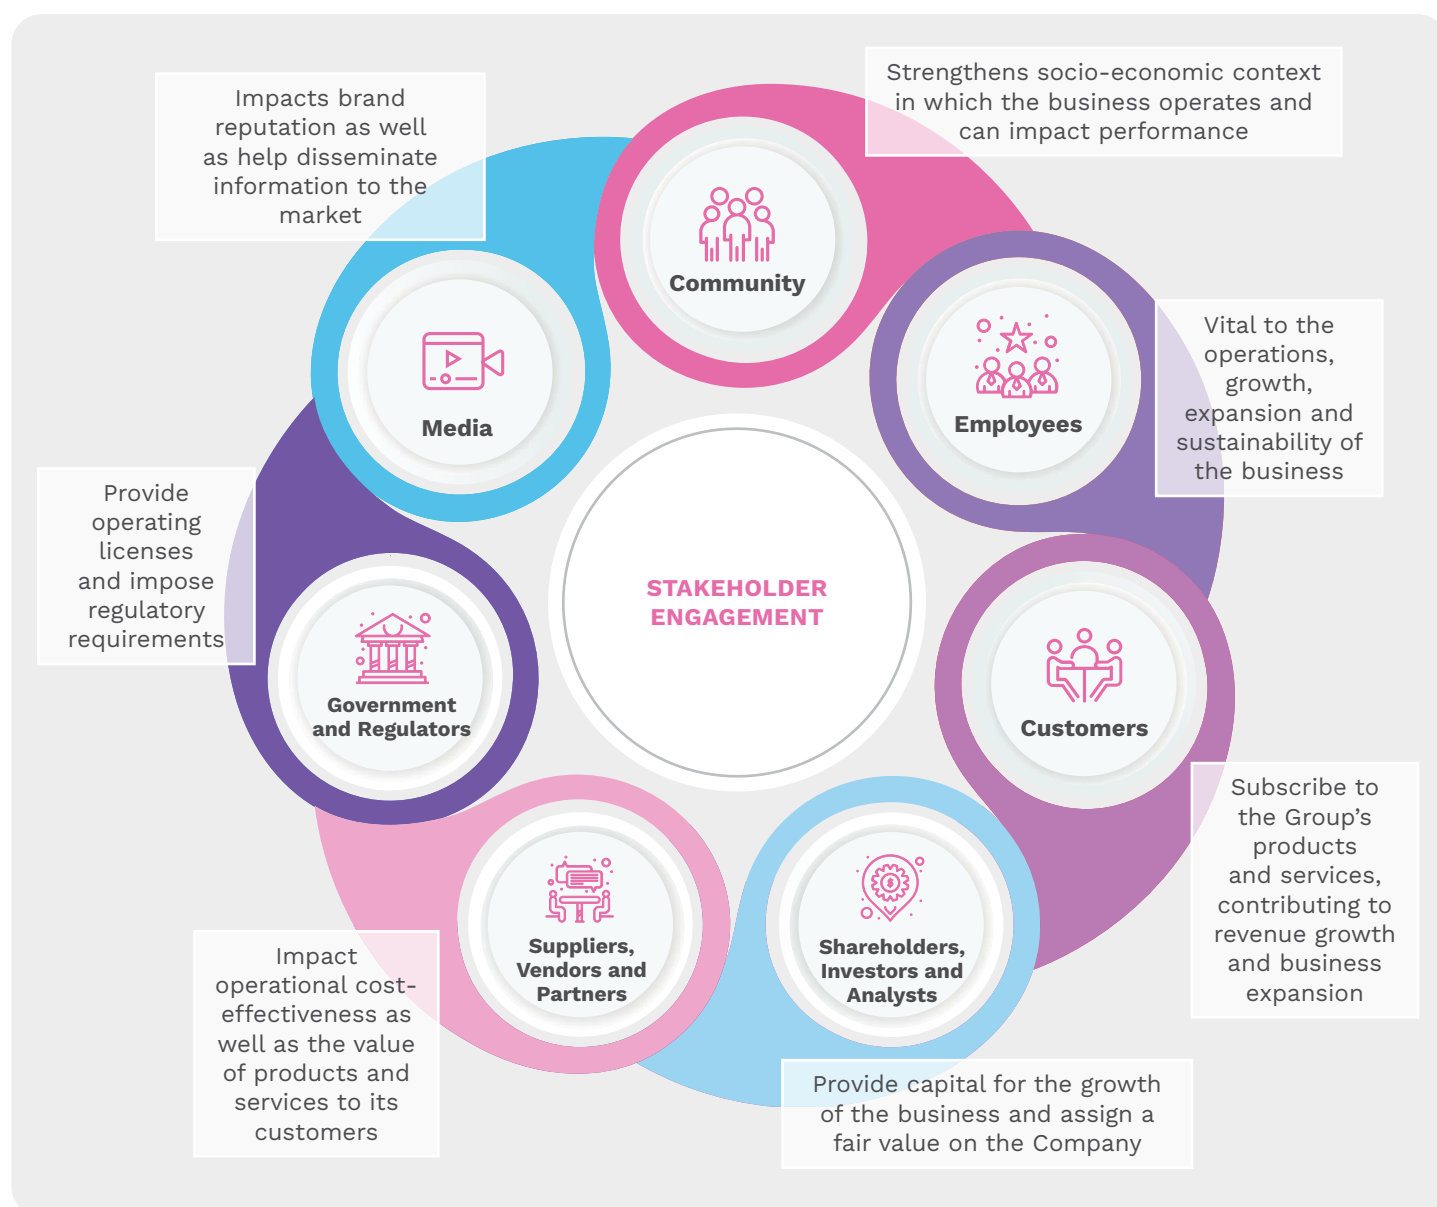 Strengthens socio-economic context
in which the business operates and
can impact performance
Impacts brand
reputation as well
as help disseminate
information to the
market
Community
Vital to the
operations,
growth,
expansion and
sustainability of
the business
Employees
Media
Provide
operating
licenses
and impose
regulatory
requirements
STAKEHOLDER
ENGAGEMENT
Government
and Regulators
Customers
Subscribe to
the Group’s
products
and services,
contributing to
revenue growth
and business
expansion
Suppliers,
Vendors and
Partners
Shareholders,
Investors and
Analysts
Impact
operational cost-
effectiveness as
well as the value
of products and
services to its
customers
Provide capital for the growth
of the business and assign a
fair value on the Company